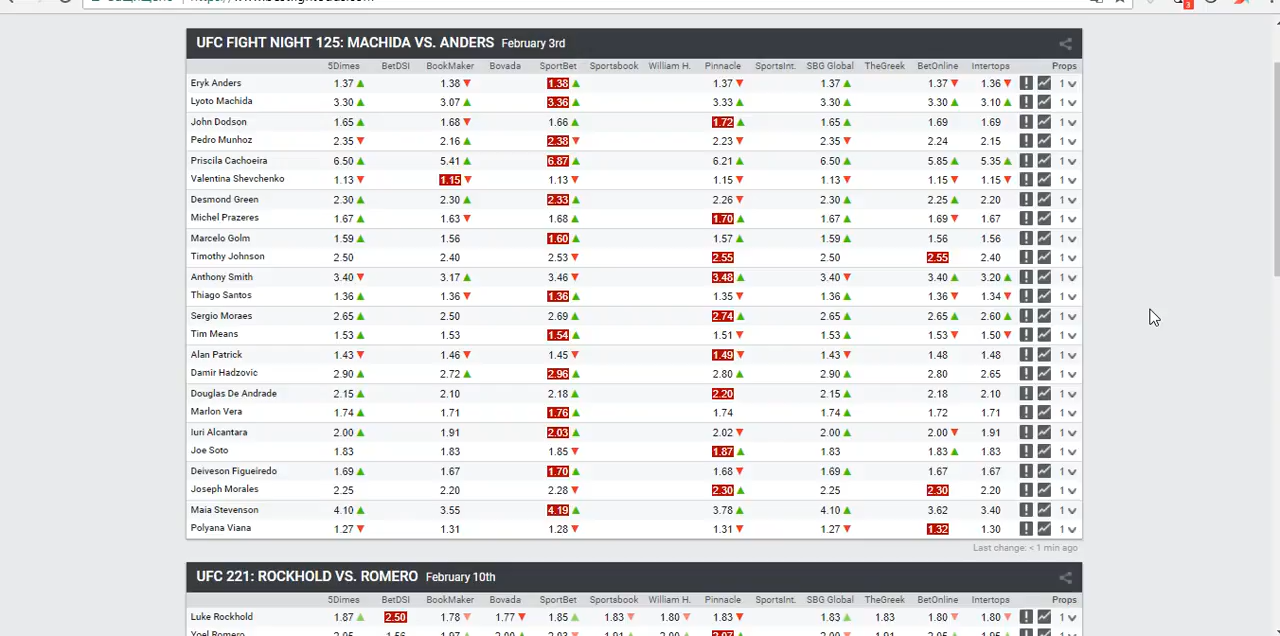 UFC FIGHT NIGHT 125: MACHIDA VS. ANDERS February 3rd
5Dimes BetDSI BookMaker Bovada SportBet Sportsbook William H. Pinnacle SportsInt. SBG Global TheGreek BetOnline Intertops Props
Eryk Anders 1.37 ▲ 1.38 ▼ 1.38 ▲ 1.37 ▼ 1.37 ▲ 1.37 ▼ 1.36 ▼ 1
Lyoto Machida 3.30 ▲ 3.07 ▲ 3.36 ▲ 3.33 ▲ 3.30 ▲ 3.30 ▲ 3.10 ▲ 1
John Dodson 1.65 ▲ 1.68 ▼ 1.66 ▲ 1.72 ▲ 1.65 ▲ 1.69 1.69 1
Pedro Munhoz 2.35 ▼ 2.16 ▲ 2.38 ▼ 2.23 ▼ 2.35 ▼ 2.24 2.15 1
Priscila Cachoeira 6.50 ▲ 5.41 ▲ 6.87 ▲ 6.21 ▲ 6.50 ▲ 5.85 ▲ 5.35 ▲ 1
Valentina Shevchenko 1.13 ▼ 1.15 ▼ 1.13 ▼ 1.15 ▼ 1.13 ▼ 1.15 ▼ 1.15 ▼ 1
Desmond Green 2.30 ▲ 2.30 ▲ 2.33 ▲ 2.26 ▼ 2.30 ▲ 2.25 ▲ 2.20 1
Michel Prazeres 1.67 ▲ 1.63 ▼ 1.68 ▲ 1.70 ▲ 1.67 ▲ 1.69 ▼ 1.67 1
Marcelo Golm 1.59 ▲ 1.56 1.60 ▲ 1.57 ▲ 1.59 ▲ 1.56 1.56 1
Timothy Johnson 2.50 2.40 2.53 ▼ 2.55 2.50 2.55 2.40 1
Anthony Smith 3.40 ▼ 3.17 ▲ 3.46 ▼ 3.48 ▲ 3.40 ▼ 3.40 ▲ 3.20 ▲ 1
Thiago Santos 1.36 ▲ 1.36 ▼ 1.36 ▲ 1.35 ▼ 1.36 ▲ 1.36 ▼ 1.34 ▼ 1
Sergio Moraes 2.65 ▲ 2.50 2.69 ▲ 2.74 ▲ 2.65 ▲ 2.65 ▲ 2.60 ▲ 1
Tim Means 1.53 ▲ 1.53 1.54 ▲ 1.51 ▼ 1.53 ▲ 1.53 ▼ 1.50 ▼ 1
Alan Patrick 1.43 ▼ 1.46 ▼ 1.45 ▼ 1.49 ▼ 1.43 ▼ 1.48 1.48 1
Damir Hadzovic 2.90 ▲ 2.72 ▲ 2.96 ▲ 2.80 ▲ 2.90 ▲ 2.80 2.65 1
Douglas De Andrade 2.15 ▲ 2.10 2.18 ▲ 2.20 2.15 ▲ 2.18 2.10 1
Marlon Vera 1.74 ▲ 1.71 1.76 ▲ 1.74 1.74 ▲ 1.72 1.71 1
Iuri Alcantara 2.00 ▲ 1.91 2.03 ▲ 2.02 ▼ 2.00 ▲ 2.00 ▼ 1.91 1
Joe Soto 1.83 1.83 1.85 ▼ 1.87 ▲ 1.83 1.83 ▲ 1.83 1
Deiveson Figueiredo 1.69 ▲ 1.67 1.70 ▲ 1.68 ▼ 1.69 ▲ 1.67 1.67 1
Joseph Morales 2.25 2.20 2.28 ▼ 2.30 ▲ 2.25 2.30 2.20 1
Maia Stevenson 4.10 ▲ 3.55 4.19 ▲ 3.78 ▲ 4.10 ▲ 3.62 3.40 1
Polyana Viana 1.27 ▼ 1.31 1.28 ▼ 1.31 ▼ 1.27 ▼ 1.32 1.30 1
Last change: < 1 min ago
UFC 221: ROCKHOLD VS. ROMERO February 10th
5Dimes BetDSI BookMaker Bovada SportBet Sportsbook William H. Pinnacle SportsInt. SBG Global TheGreek BetOnline Intertops Props
Luke Rockhold 1.87 ▲ 2.50 1.78 ▼ 1.77 ▼ 1.85 ▲ 1.83 ▼ 1.80 ▼ 1.83 ▼ 1.83 ▲ 1.83 1.80 ▼ 1.80 ▼ 1
Yoel Romero